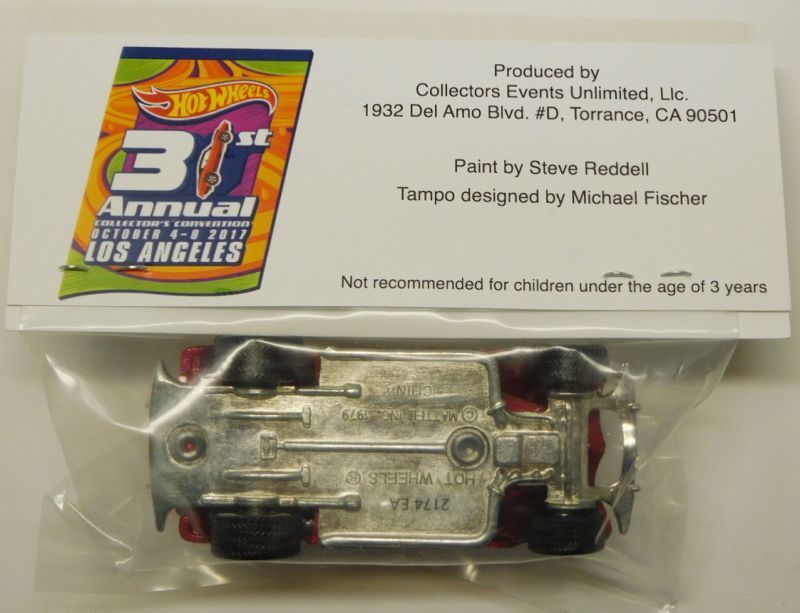 HOT WHEELS
31st
Annual
COLLECTOR'S CONVENTION
OCTOBER 4-8 2017
LOS ANGELES
Produced by
Collectors Events Unlimited, Llc.
1932 Del Amo Blvd. #D, Torrance, CA 90501
Paint by Steve Reddell
Tampo designed by Michael Fischer
Not recommended for children under the age of 3 years
2174 EA
HOT WHEELS ®
© MATTEL INC. 1979
CHINA